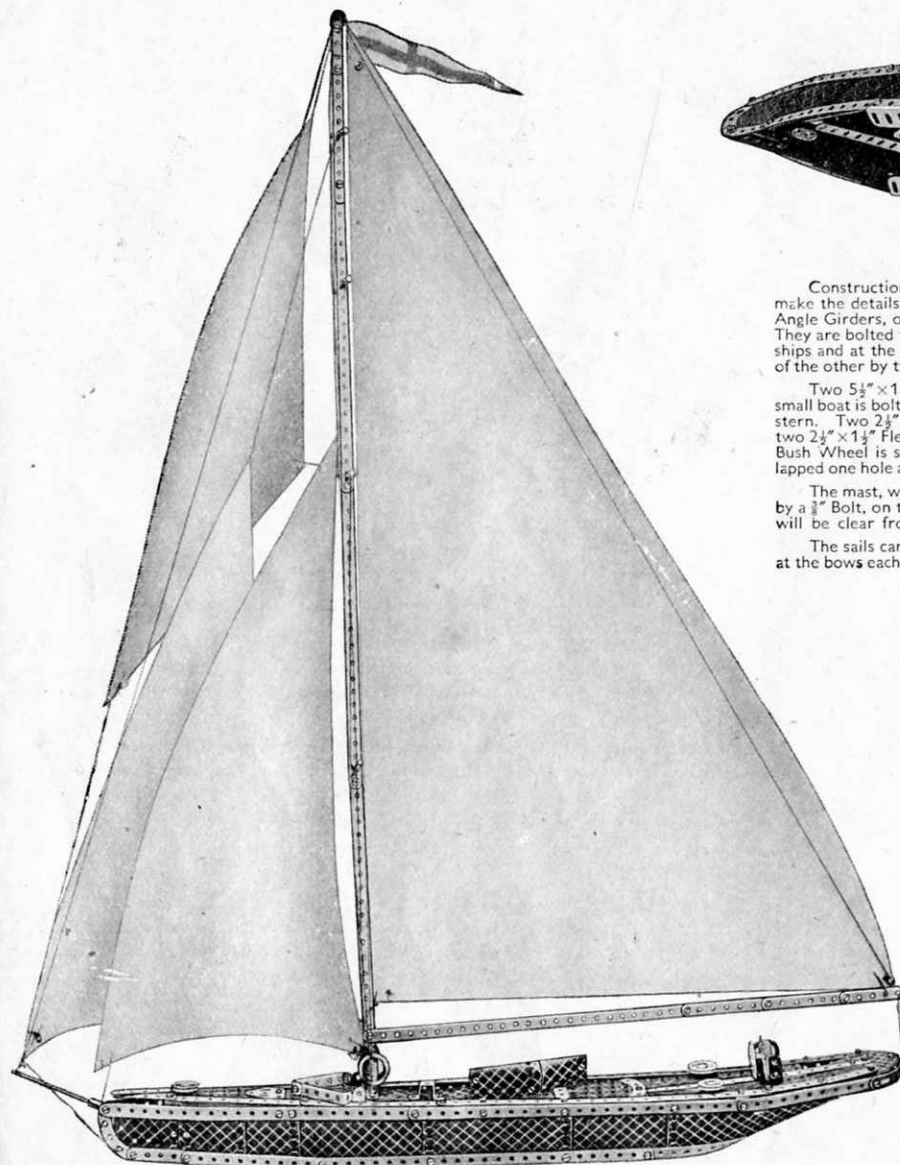 Construction
make the details
Angle Girders,
They are bolted
ships and at the
of the other by
Two 5½″×1
small boat is bolt
stern. Two 2½″
two 2½″×1½″ Fle
Bush Wheel is s
lapped one hole
The mast, w
by a ⅜″ Bolt, on
will be clear fro
The sails car
at the bows each